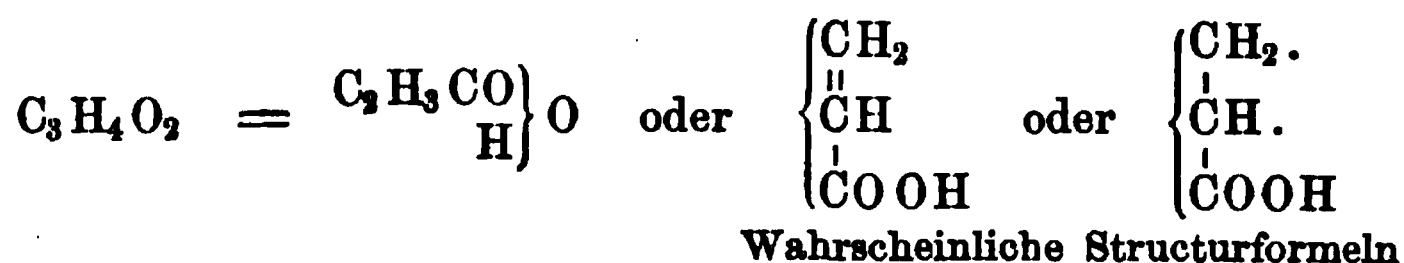 C₃H₄O₂ = C₂H₃CO H } O oder { CH₂ = CH - COOH oder { CH₂. - CH. - COOH
Wahrscheinliche Structurformeln